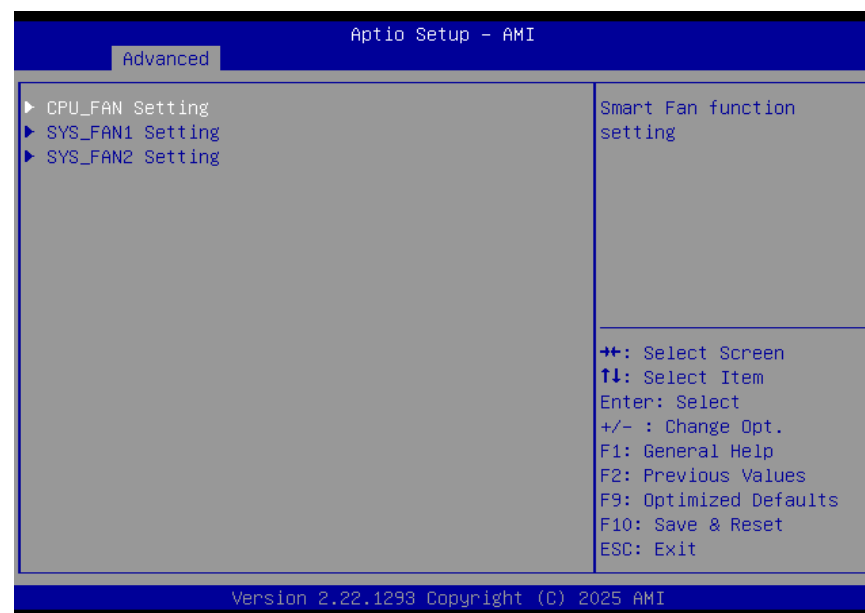 Aptio Setup – AMI
Advanced
► CPU_FAN Setting
► SYS_FAN1 Setting
► SYS_FAN2 Setting
Smart Fan function
setting
→←: Select Screen
↑↓: Select Item
Enter: Select
+/- : Change Opt.
F1: General Help
F2: Previous Values
F9: Optimized Defaults
F10: Save & Reset
ESC: Exit
Version 2.22.1293 Copyright (C) 2025 AMI